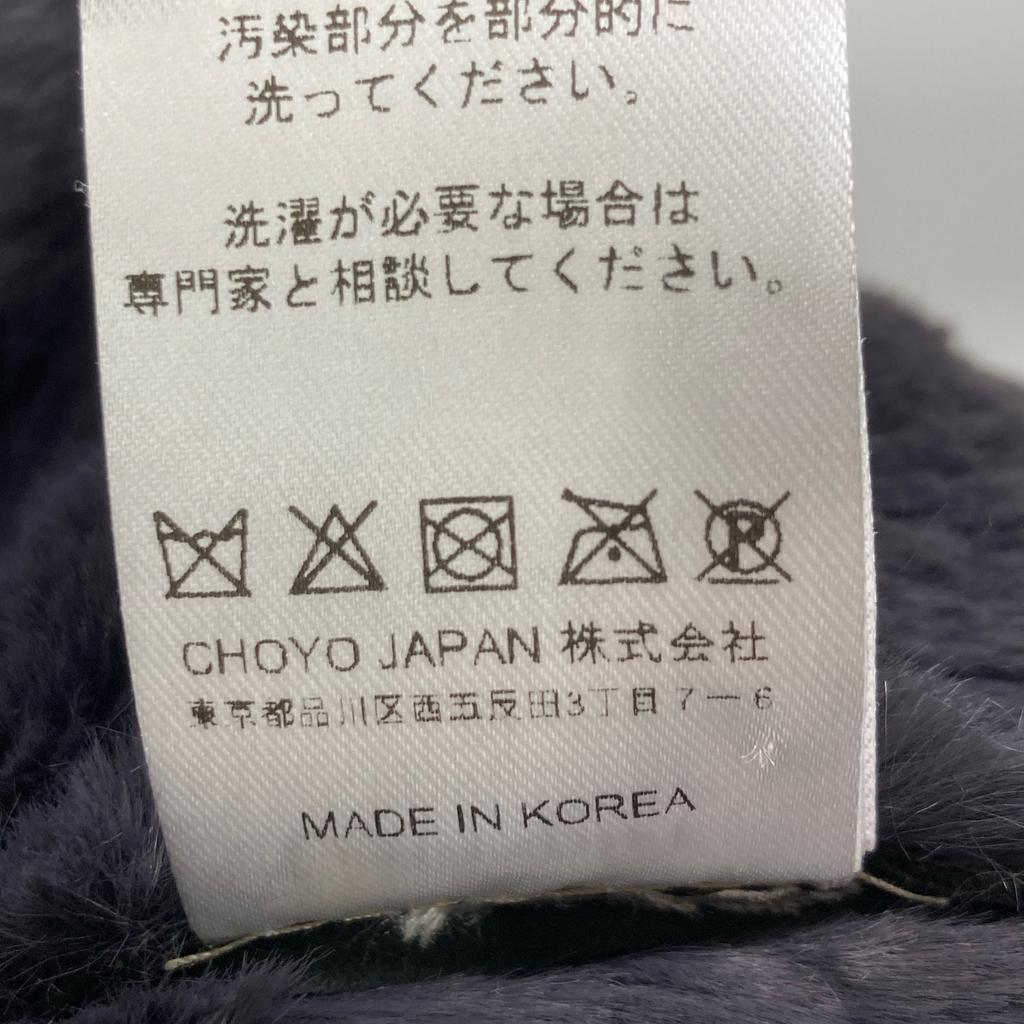 汚染部分を部分的に
洗ってください。
洗濯が必要な場合は
専門家と相談してください。
CHOYO JAPAN 株式会社
東京都品川区西五反田3丁目7ー6
MADE IN KOREA